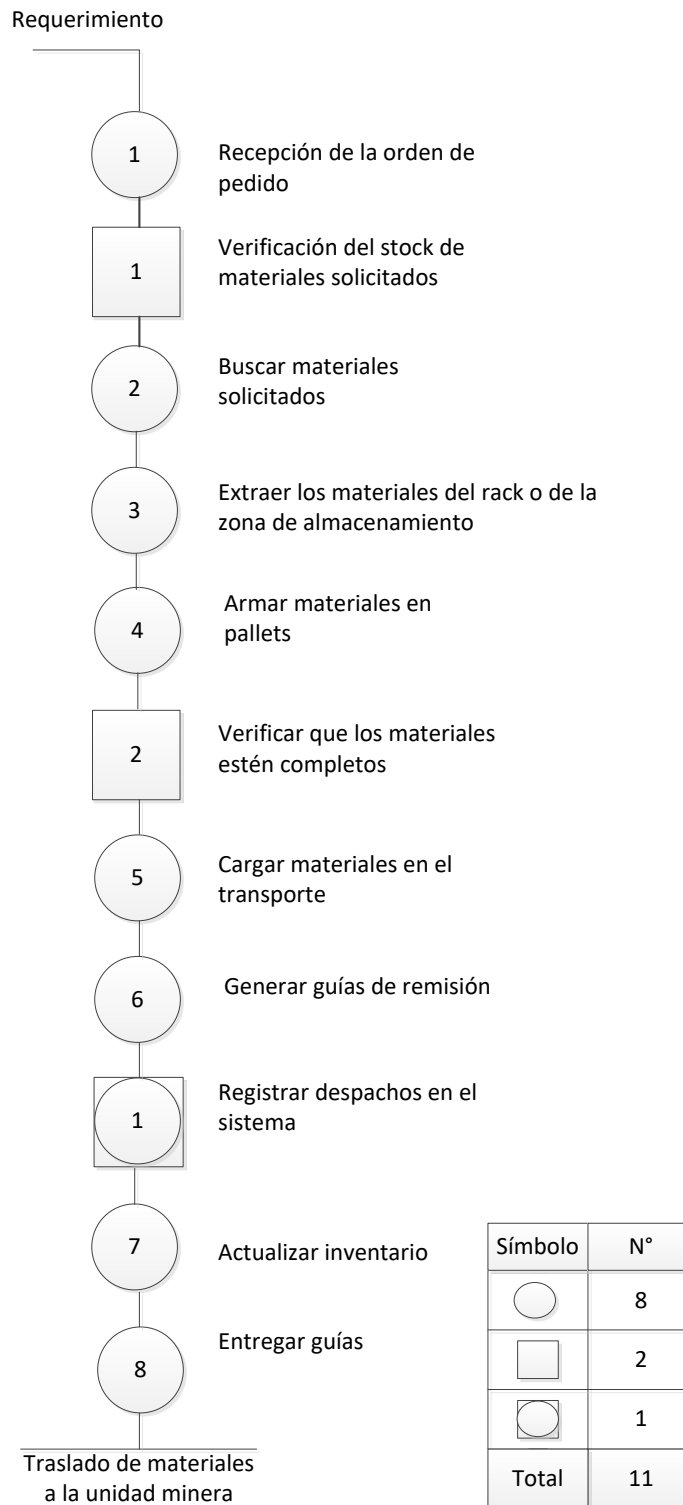 Requerimiento
1
Recepción de la orden de
pedido
1
Verificación del stock de
materiales solicitados
2
Buscar materiales
solicitados
3
Extraer los materiales del rack o de la
zona de almacenamiento
4
Armar materiales en
pallets
2
Verificar que los materiales
estén completos
5
Cargar materiales en el
transporte
6
Generar guías de remisión
1
Registrar despachos en el
sistema
7
Actualizar inventario
8
Entregar guías
Traslado de materiales
a la unidad minera
Símbolo N°
8
2
1
Total 11